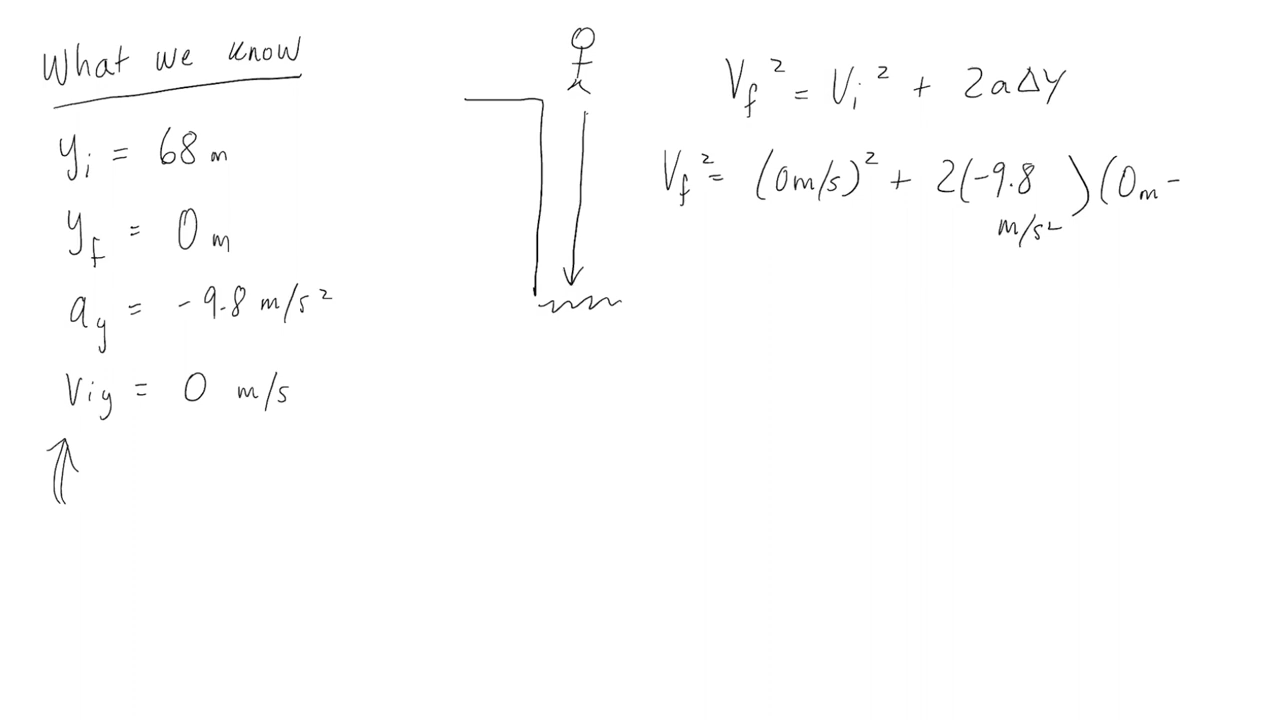 What we know
yi = 68 m
yf = 0 m
ay = -9.8 m/s²
Viy = 0 m/s
Vf² = Vi² + 2aΔy
Vf² = (0m/s)² + 2(-9.8 m/s²)(0m -